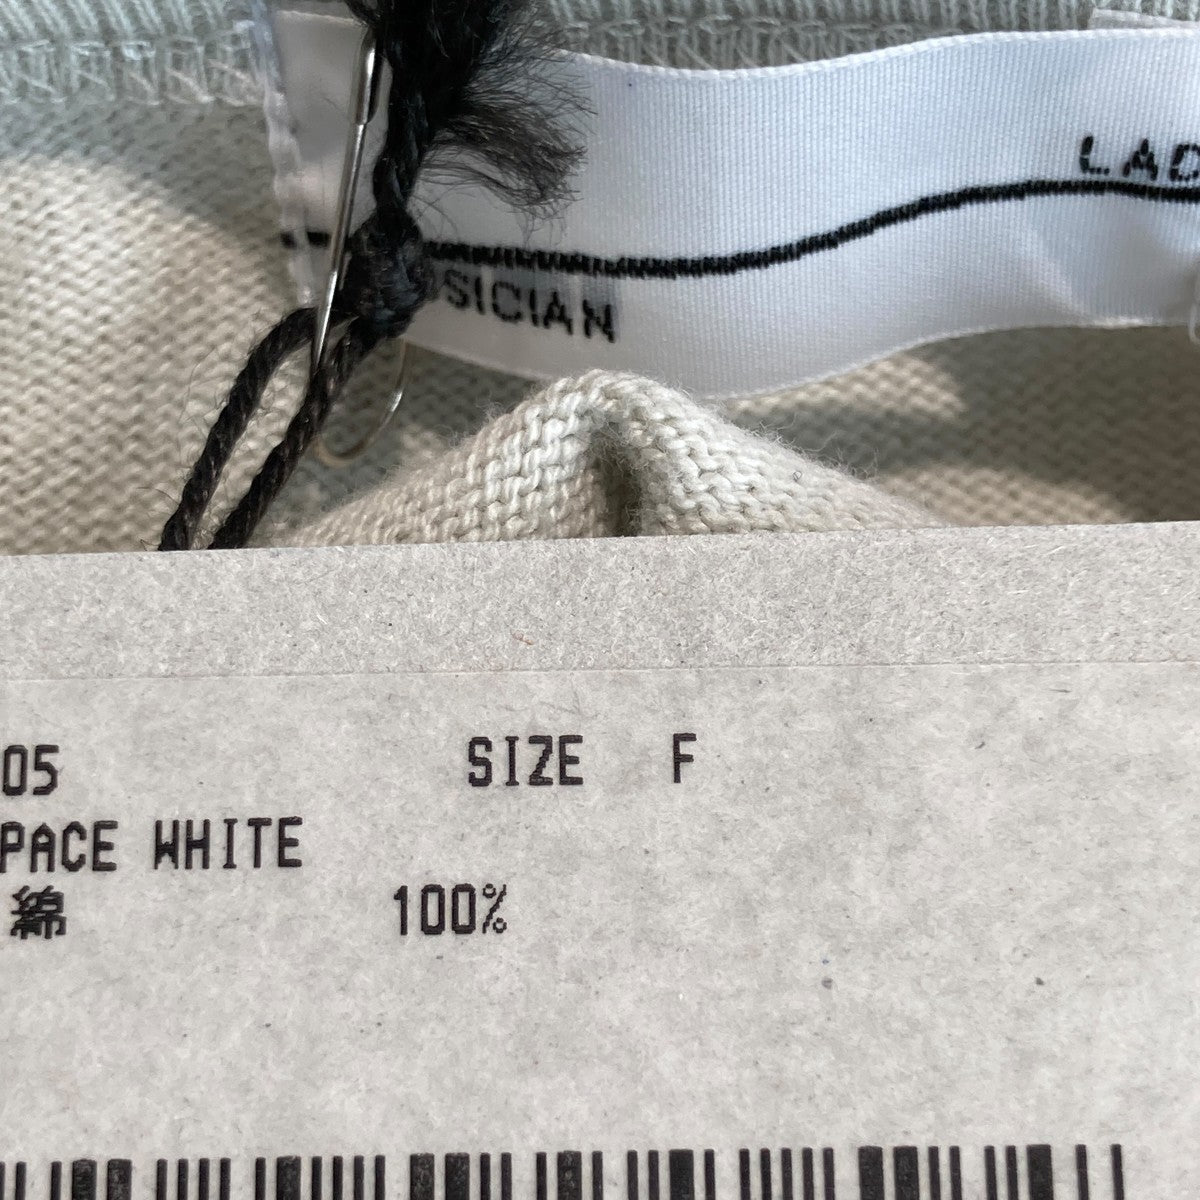 LAD
SICIAN
05 SIZE F
PACE WHITE
綿 100%